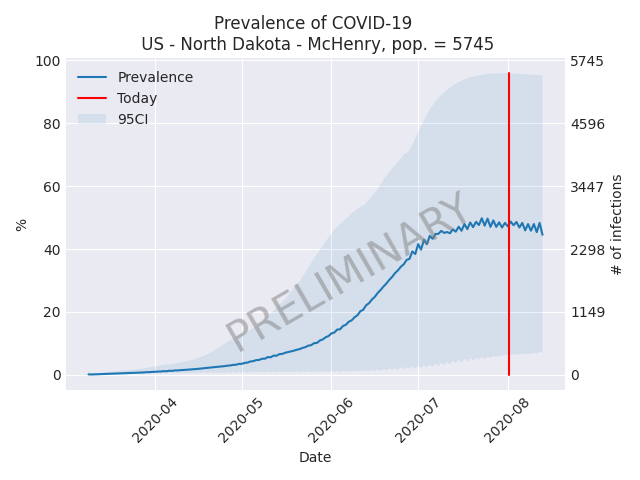 Prevalence of COVID-19
US - North Dakota - McHenry, pop. = 5745
100
80
60
40
20
0
%
5745
4596
3447
2298
1149
0
# of infections
Prevalence
Today
95CI
PRELIMINARY
2020-04
2020-05
2020-06
2020-07
2020-08
Date